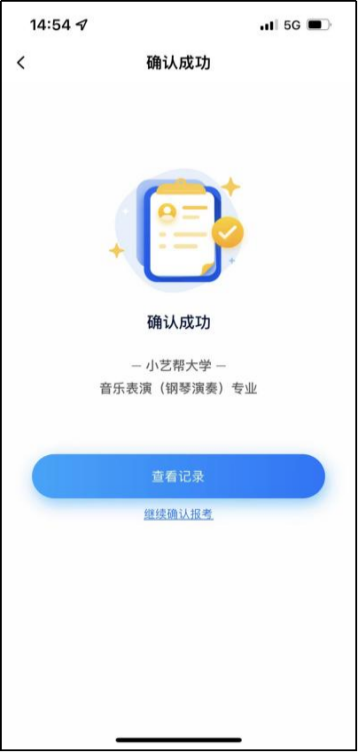 14:54
5G
确认成功
确认成功
— 小艺帮大学 —
音乐表演（钢琴演奏）专业
查看记录
继续确认报考